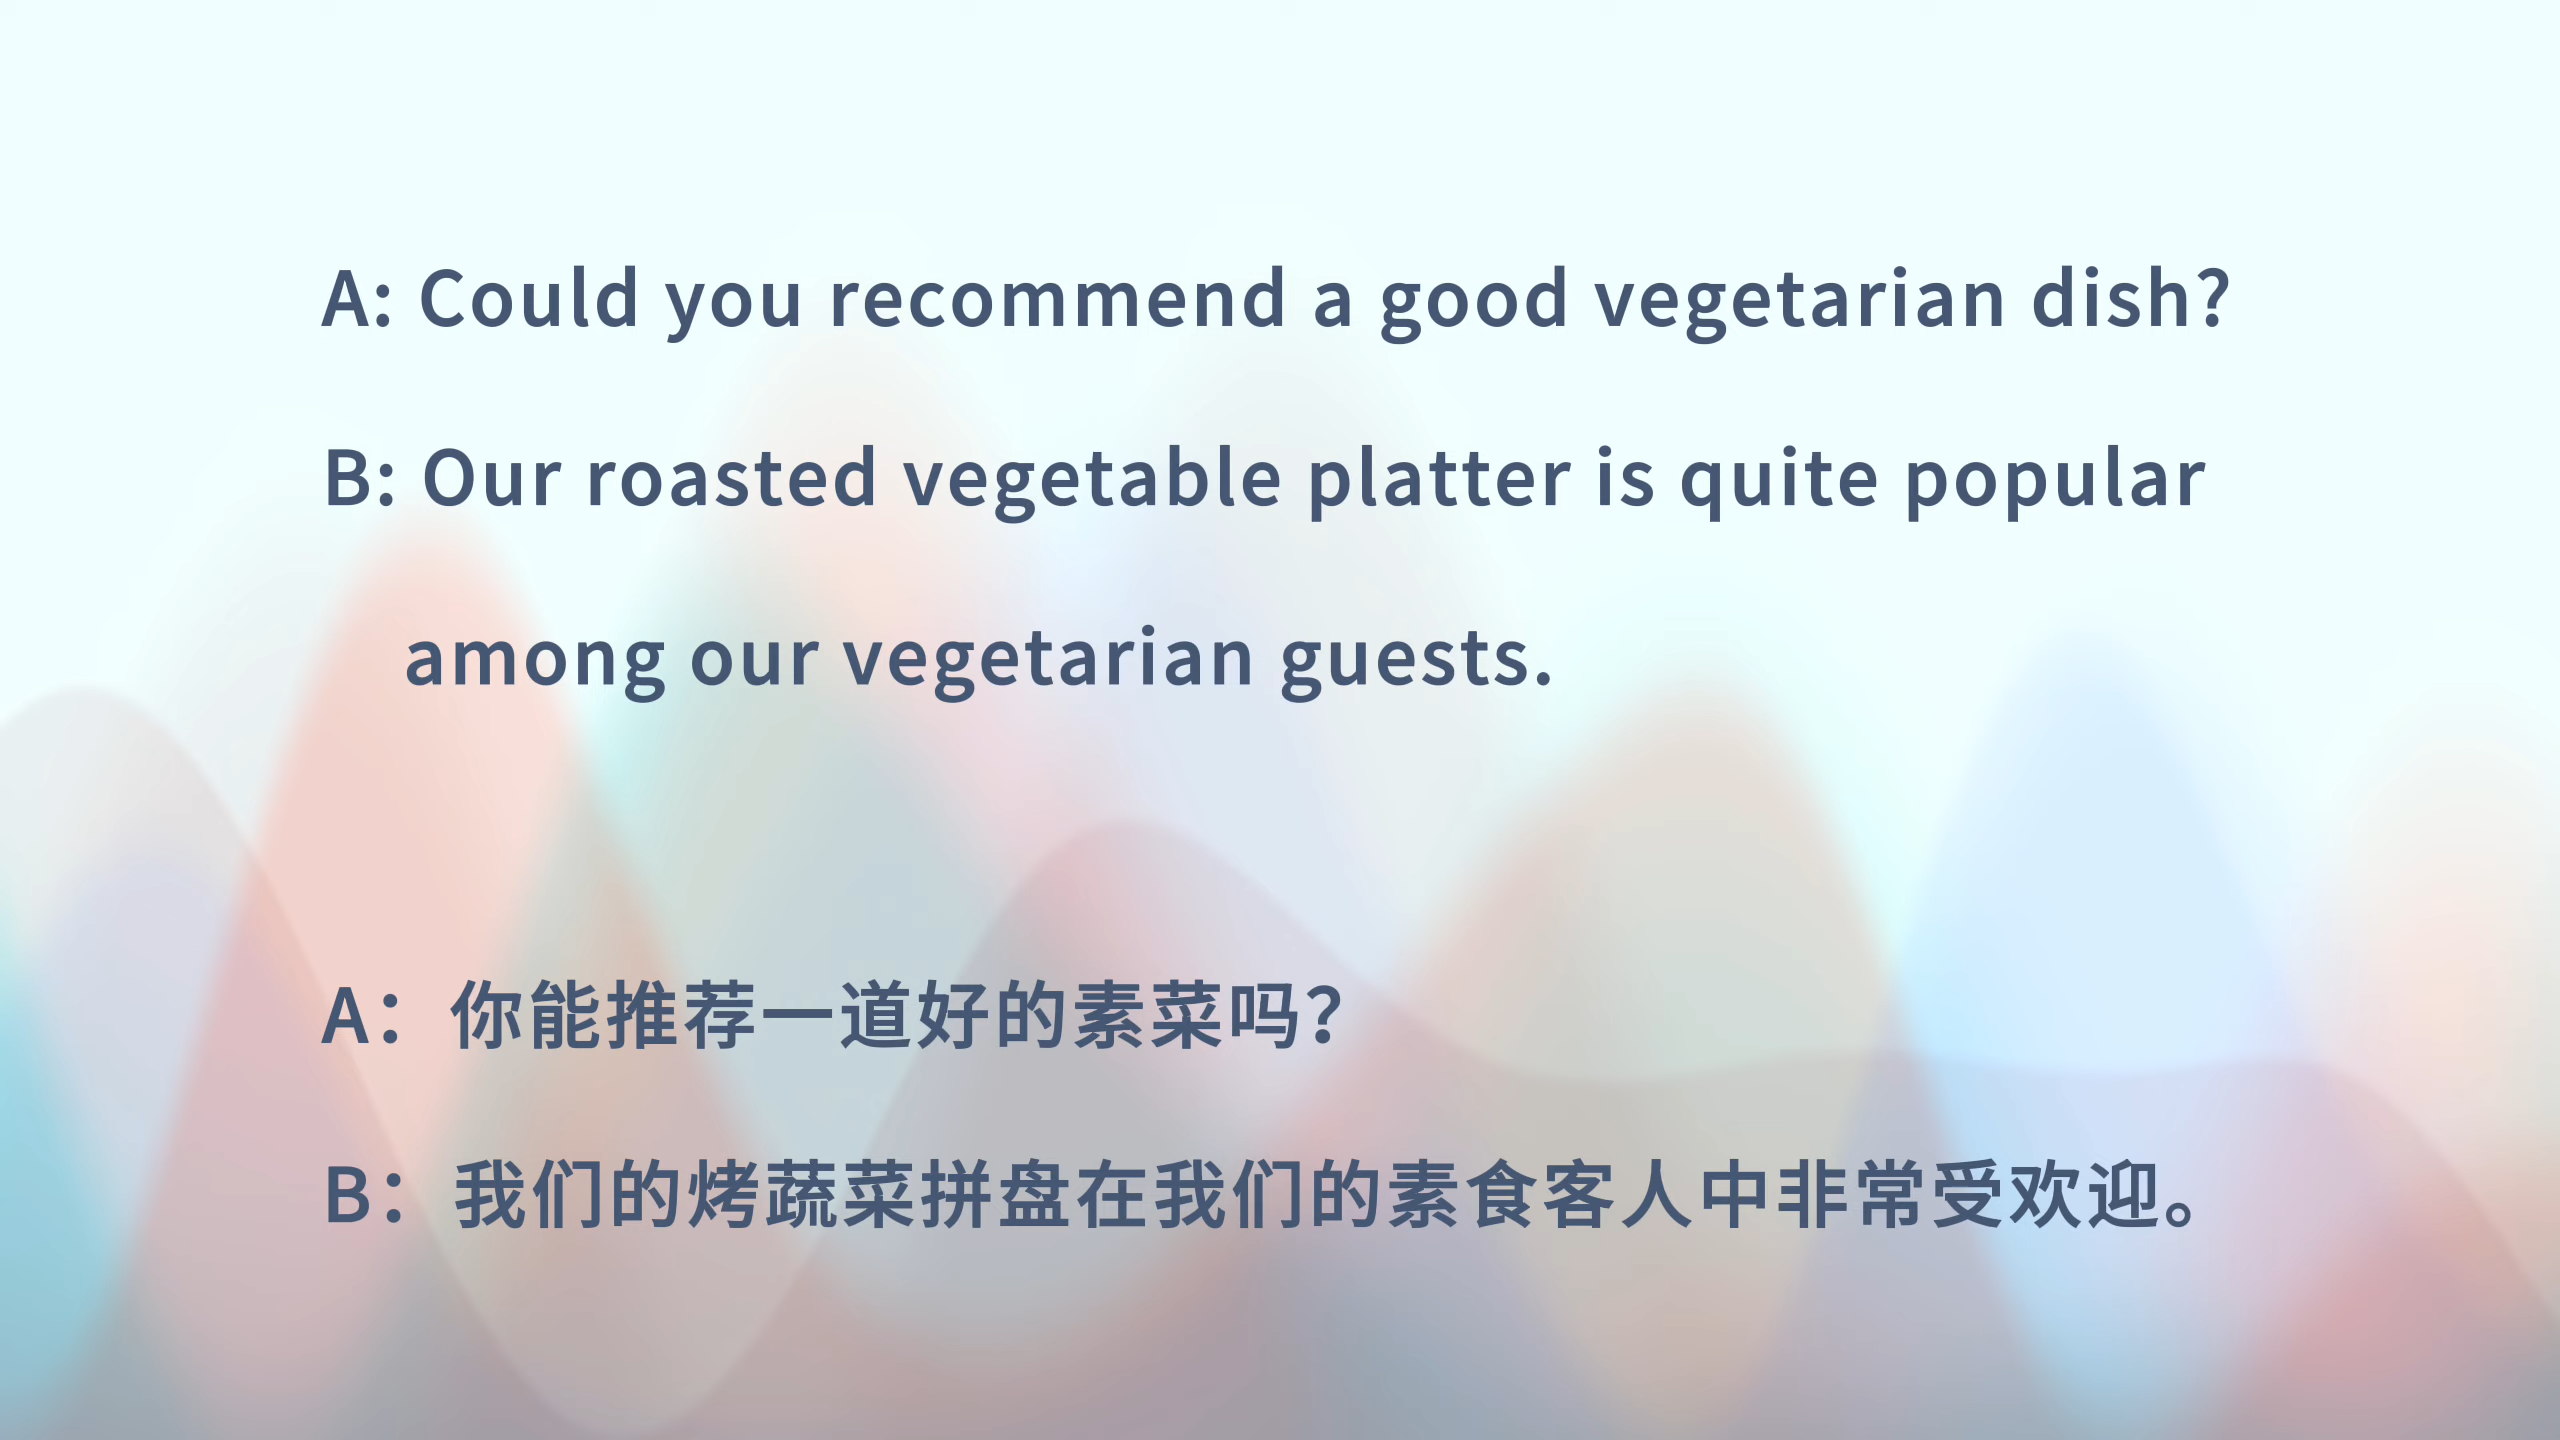 A: Could you recommend a good vegetarian dish?
B: Our roasted vegetable platter is quite popular
among our vegetarian guests.
A：你能推荐一道好的素菜吗？
B：我们的烤蔬菜拼盘在我们的素食客人中非常受欢迎。